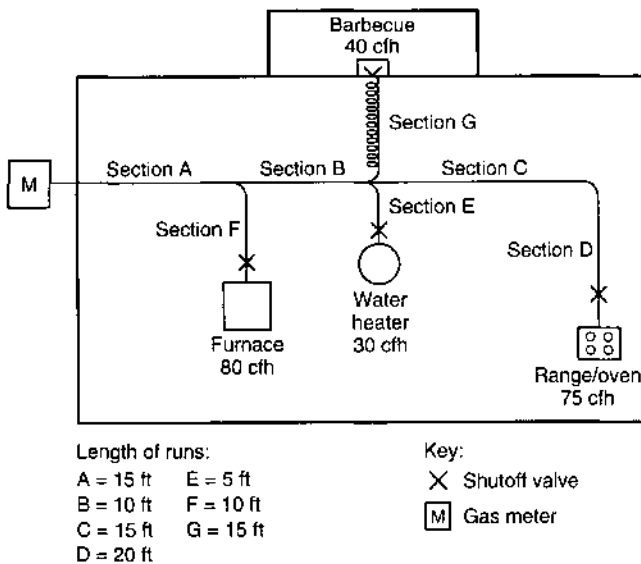 Barbecue
40 cfh
Section G
M
Section A
Section B
Section C
Section E
Section F
Section D
Furnace
80 cfh
Water
heater
30 cfh
Range/oven
75 cfh
Length of runs:
A = 15 ft E = 5 ft
B = 10 ft F = 10 ft
C = 15 ft G = 15 ft
D = 20 ft
Key:
Shutoff valve
M Gas meter